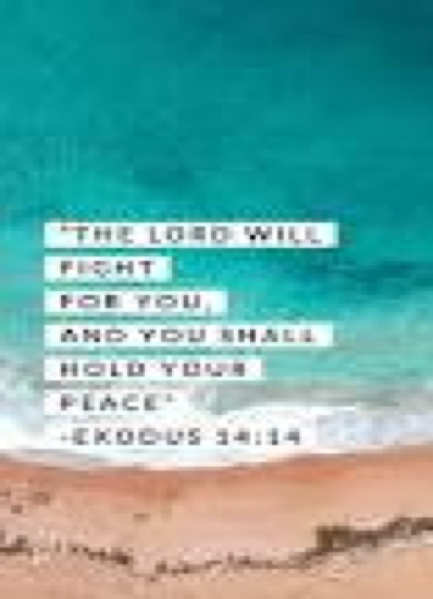 "THE LORD WILL
FIGHT
FOR YOU,
AND YOU SHALL
HOLD YOUR
PEACE"
-EXODUS 14:14